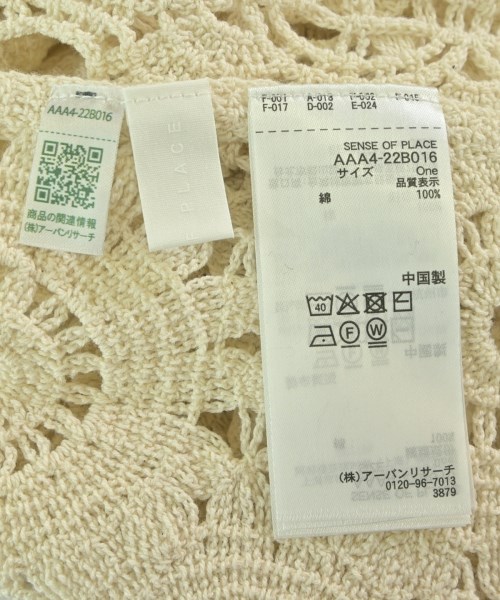 AAA4-22B016
商品の関連情報
(株)アーバンリサーチ
PLACE
F-001 A-018
F-017 D-002 E-024
SENSE OF PLACE
AAA4-22B016
サイズ One
品質表示
綿 100%
中国製
40
F W
(株)アーバンリサーチ
0120-96-7013
3879